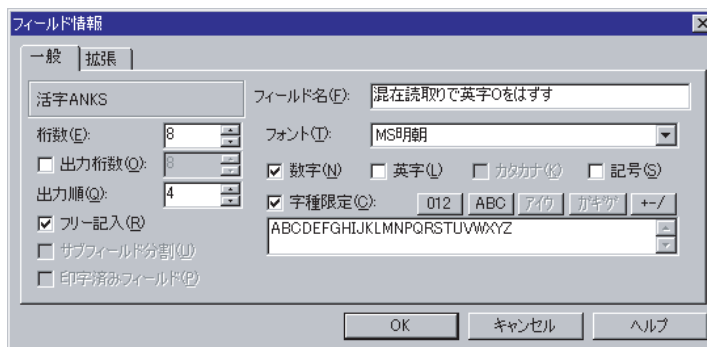 フィールド情報
一般 拡張
活字ANKS
フィールド名(F): 混在読取りで英字Oをはずす
桁数(E): 8
フォント(T): MS明朝
出力桁数(O): 8
数字(N) 英字(L) カタカナ(K) 記号(S)
出力順(Q): 4
字種限定(C): 012 ABC アイウ ガギグ +-/
フリー記入(R)
ABCDEFGHIJKLMNPQRSTUVWXYZ
サブフィールド分割(U)
印字済みフィールド(P)
OK キャンセル ヘルプ